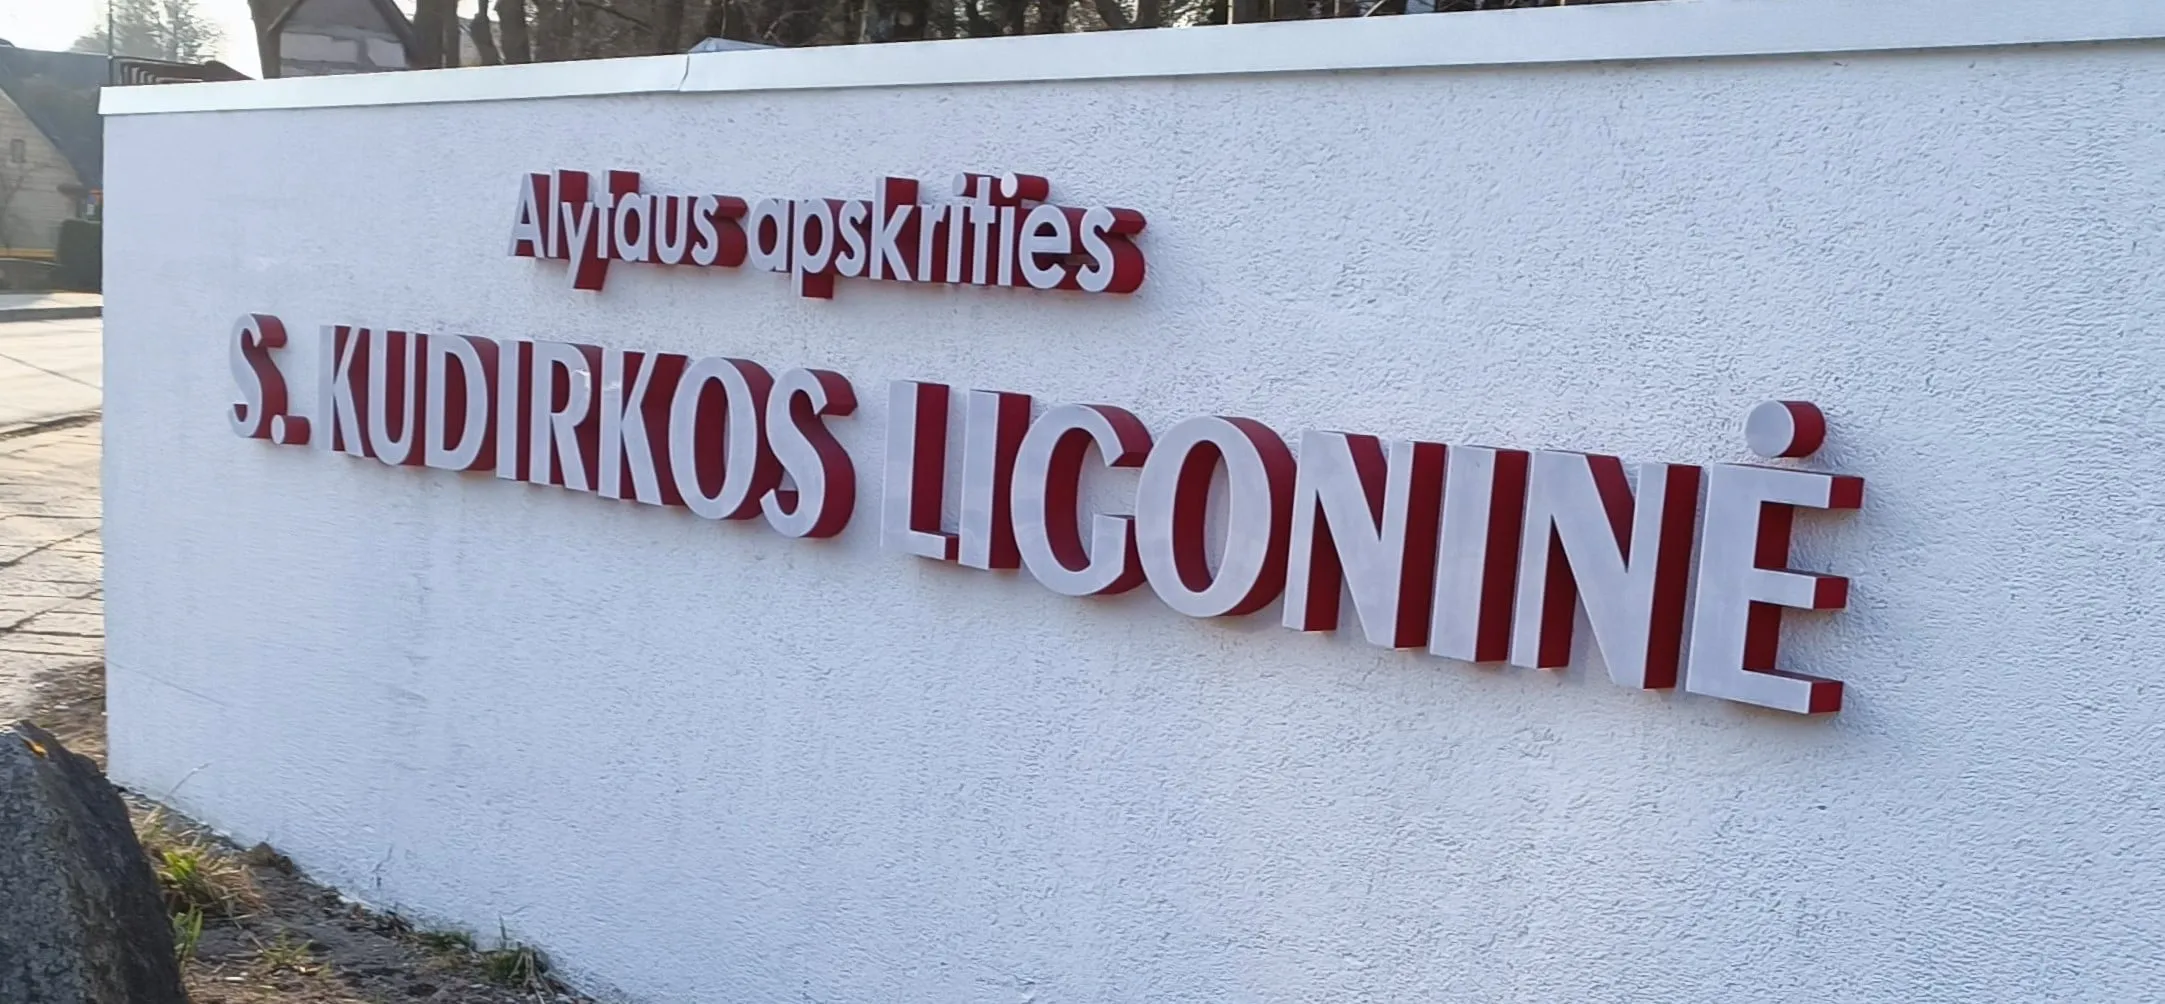 Alytaus apskrities
S. KUDIRKOS LIGONINĖ